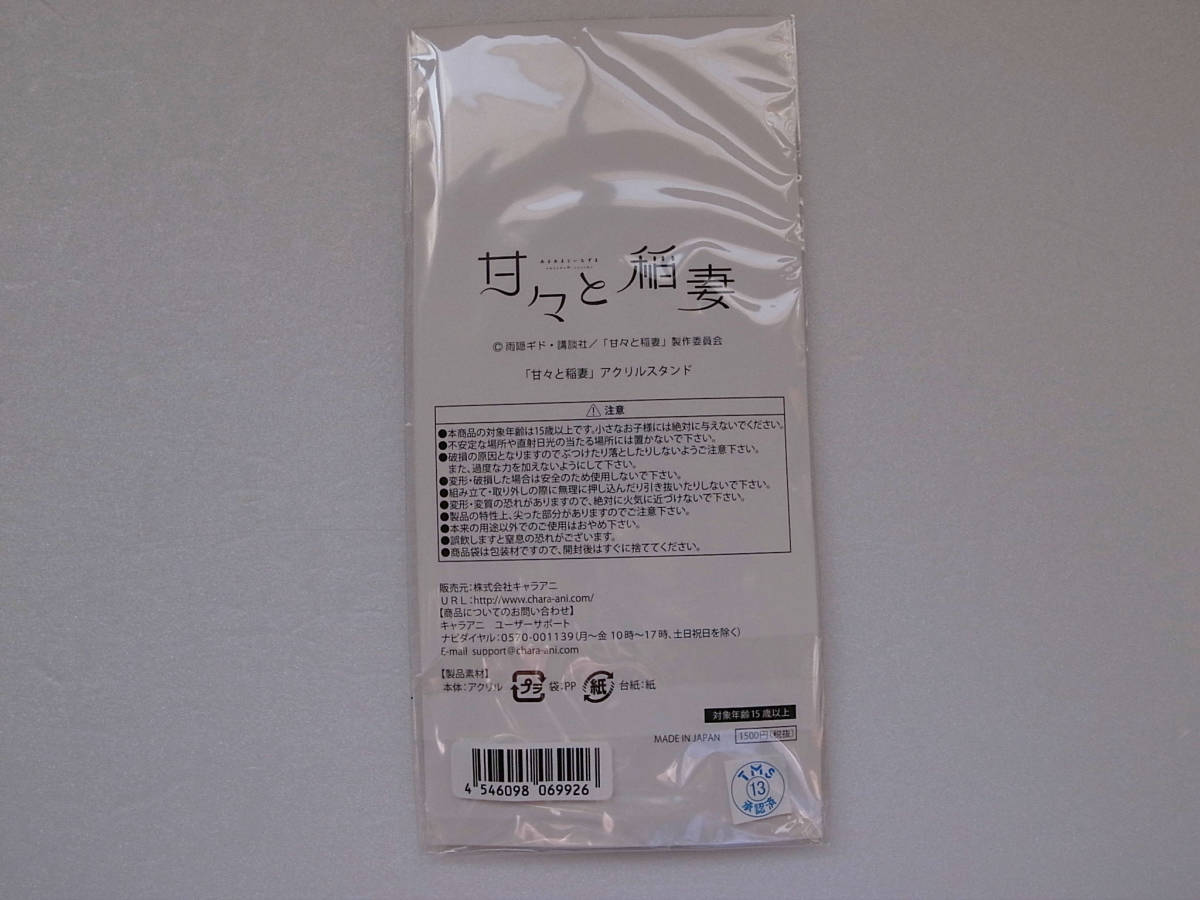 甘々と稲妻
あまあまといなずま
© 雨隠ギド・講談社／「甘々と稲妻」製作委員会
「甘々と稲妻」アクリルスタンド
⚠ 注意
●本商品の対象年齢は15歳以上です。小さなお子様には絶対に与えないでください。
●不安定な場所や直射日光の当たる場所には置かないで下さい。
●破損の原因となりますのでぶつけたり落としたりしないようご注意下さい。
また、過度な力を加えないようにして下さい。
●変形・破損した場合は安全のため使用しないで下さい。
●組み立て・取り外しの際に無理に押し込んだり引き抜いたりしないで下さい。
●変形・変質の恐れがありますので、絶対に火気に近づけないで下さい。
●製品の特性上、尖った部分がありますのでご注意下さい。
●本来の用途以外でのご使用はおやめ下さい。
●誤飲しますと窒息の恐れがございます。
●商品袋は包装材ですので、開封後はすぐに捨ててください。
販売元：株式会社キャラアニ
URL：http://www.chara-ani.com/
【商品についてのお問い合わせ】
キャラアニ ユーザーサポート
ナビダイヤル：0570-001139（月～金 10時～17時、土日祝日を除く）
E-mail support@chara-ani.com
【製品素材】
本体：アクリル プラ 袋：PP 紙 台紙：紙
対象年齢15歳以上
MADE IN JAPAN 1500円（税抜）
4 546098 069926
TMS
13
承認済